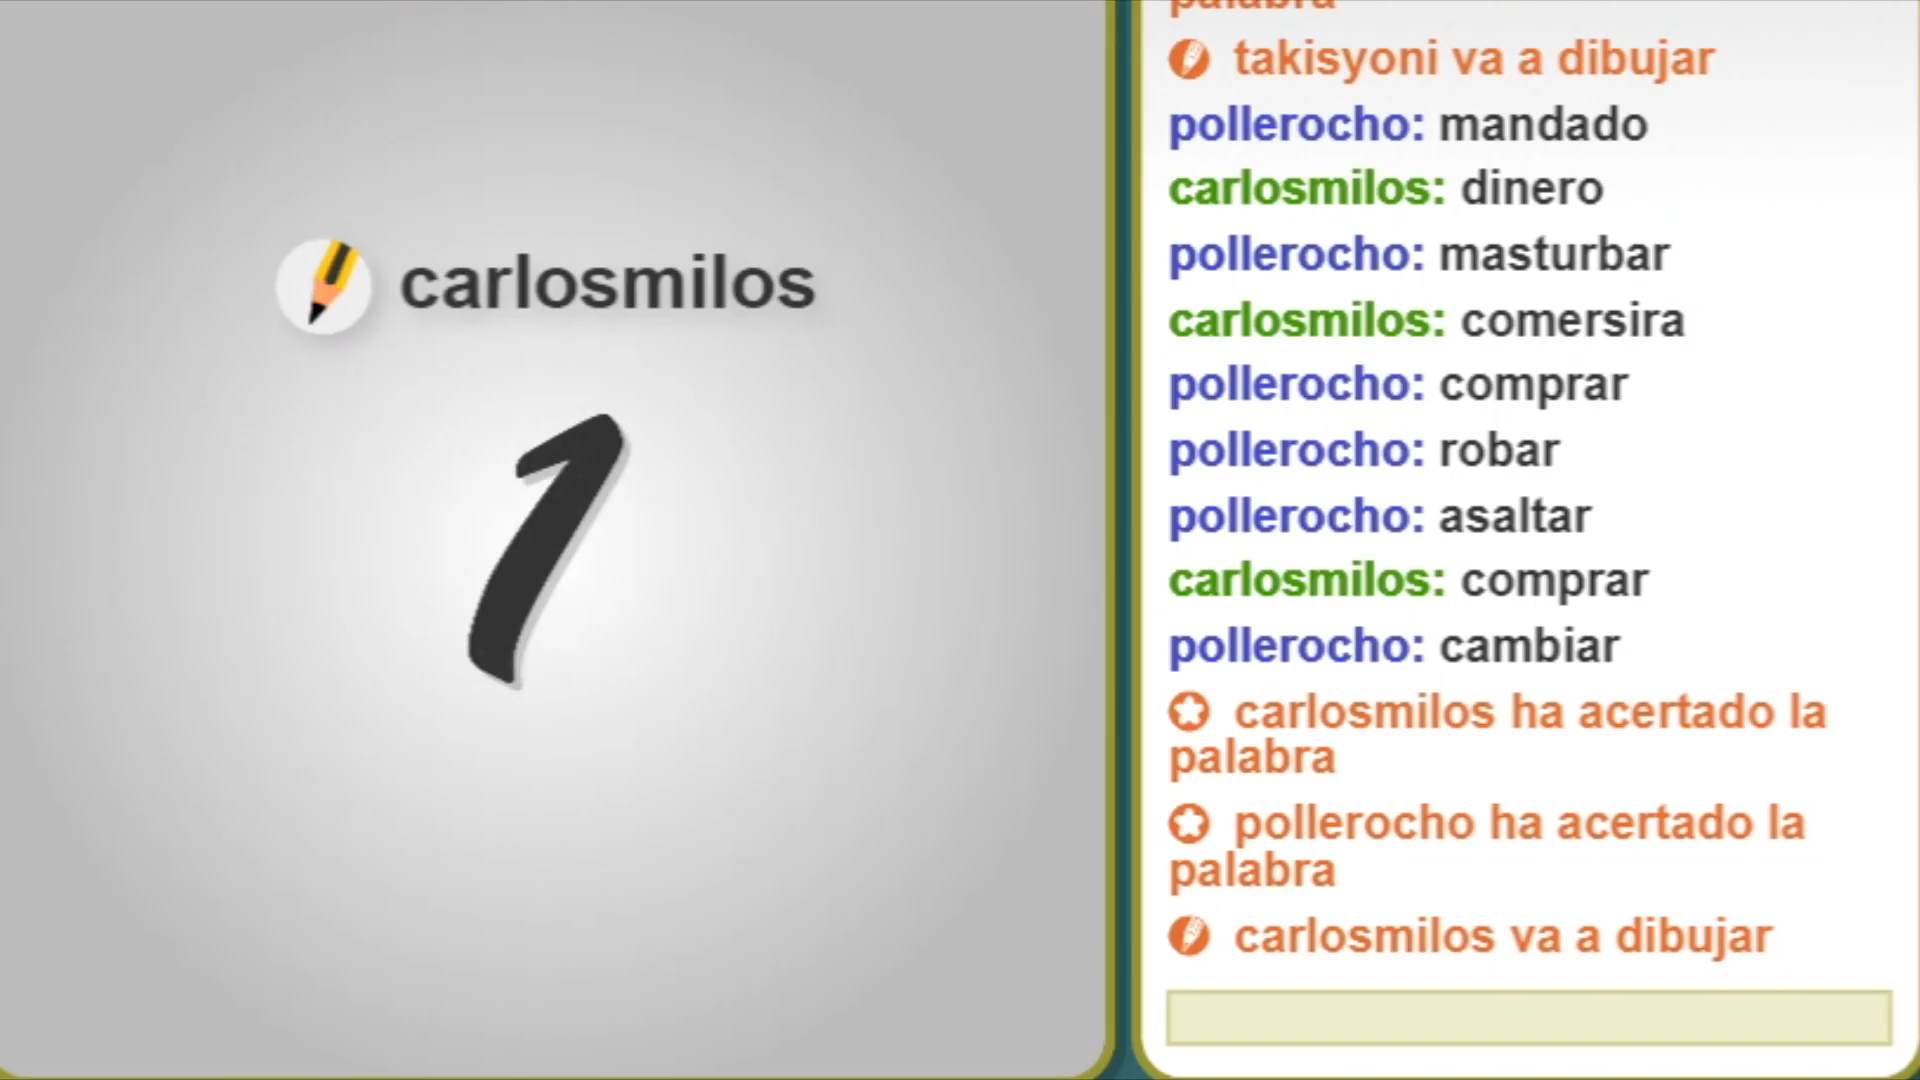 carlosmilos
1
palabra
takisyoni va a dibujar
pollerocho: mandado
carlosmilos: dinero
pollerocho: masturbar
carlosmilos: comersira
pollerocho: comprar
pollerocho: robar
pollerocho: asaltar
carlosmilos: comprar
pollerocho: cambiar
carlosmilos ha acertado la
palabra
pollerocho ha acertado la
palabra
carlosmilos va a dibujar